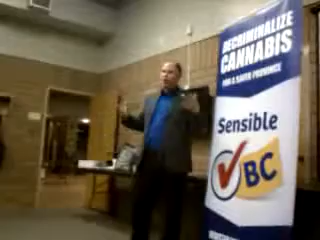 DECRIMINALIZE
CANNABIS
FOR A SAFER PROVINCE
Sensible
BC